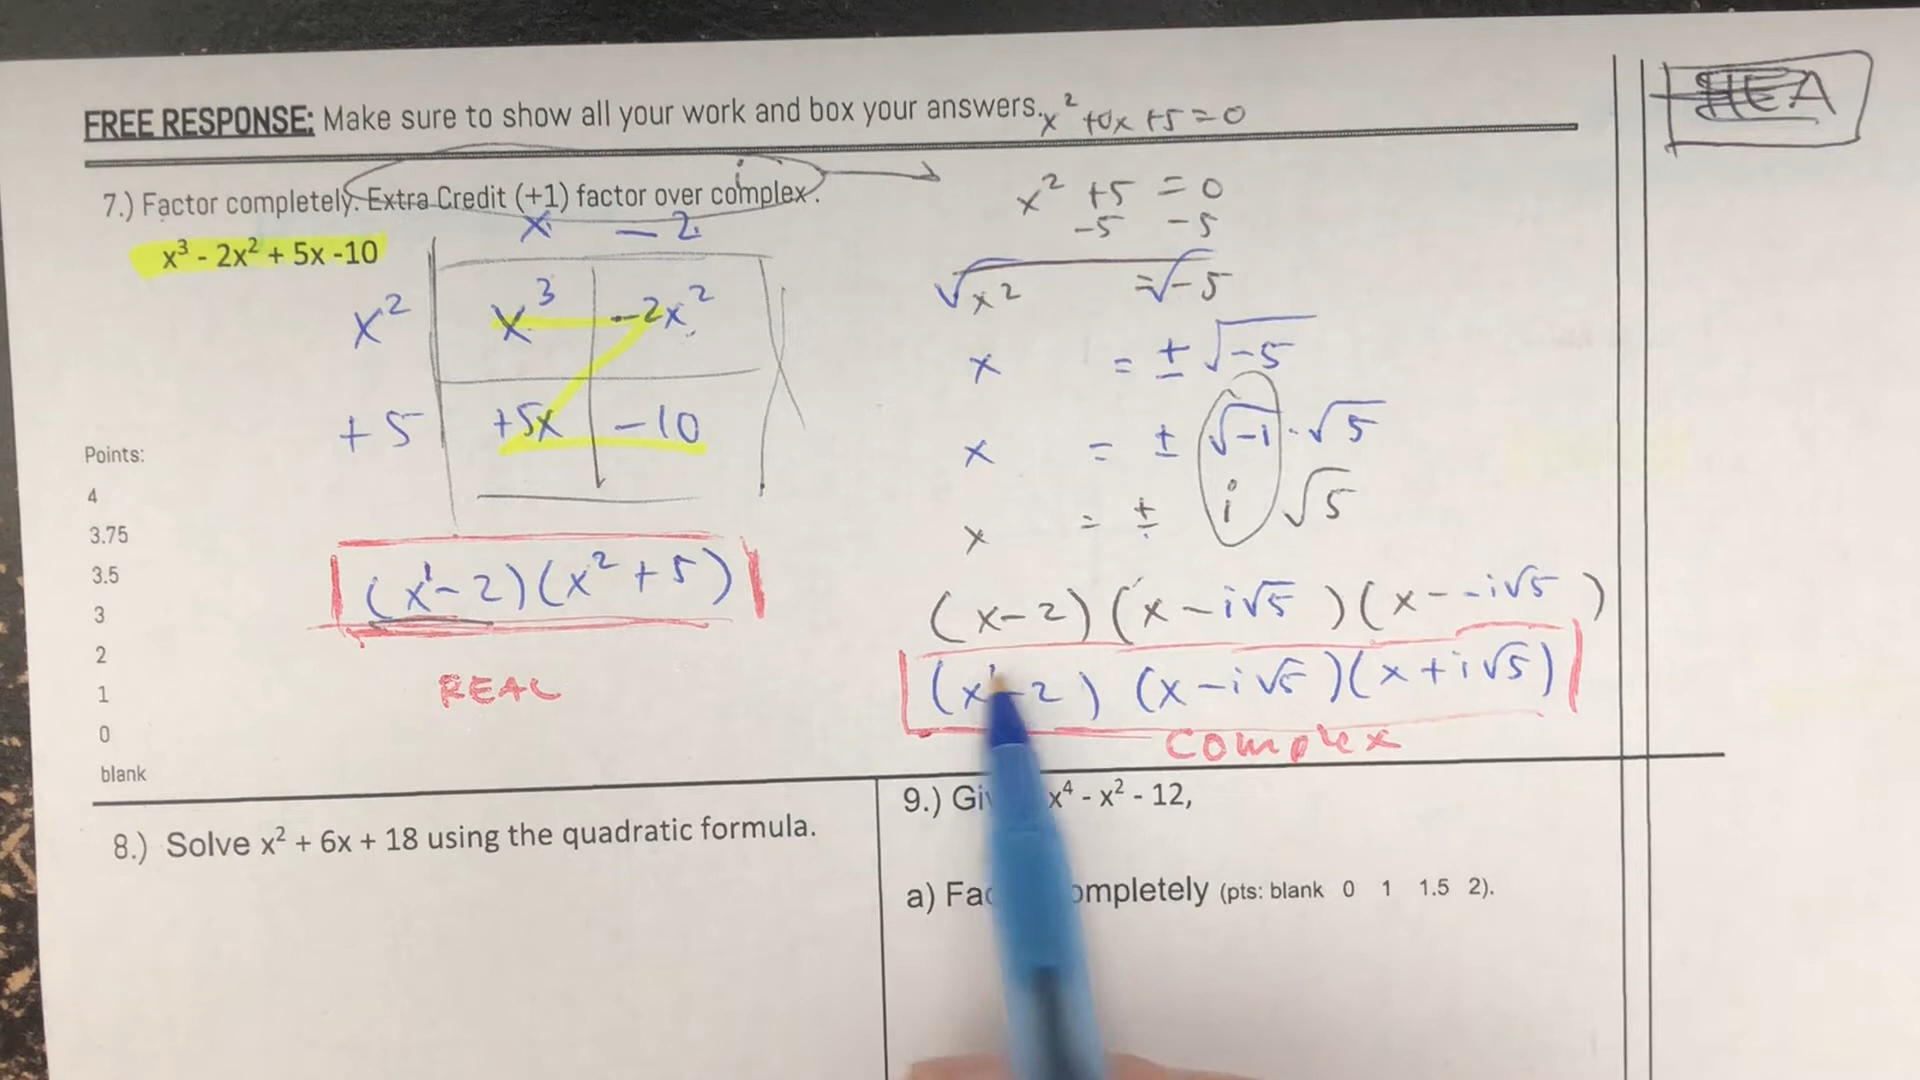 FREE RESPONSE: Make sure to show all your work and box your answers.
x² + 0x + 5 = 0
HEA
7.) Factor completely. Extra Credit (+1) factor over complex.
i
x³ - 2x² + 5x -10
x - 2
x² x³ -2x²
+5 +5x -10
(x¹-2)(x²+5)
REAL
x² + 5 = 0
-5 -5
√x² = √-5
x = ± √-5
x = ± √-1 · √5
x = ± i √5
(x-2)(x-i√5)(x--i√5)
(x¹-2)(x-i√5)(x+i√5)
COMPLEX
Points:
4
3.75
3.5
3
2
1
0
blank
8.) Solve x² + 6x + 18 using the quadratic formula.
9.) Gi x⁴ - x² - 12,
a) Fac ompletely (pts: blank 0 1 1.5 2).